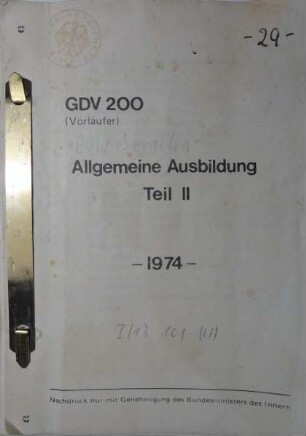 -29-
GDV 200
(Vorläufer)
Allgemeine Ausbildung
Teil II
-1974-
Nachdruck nur mit Genehmigung des Bundesministers des Innern